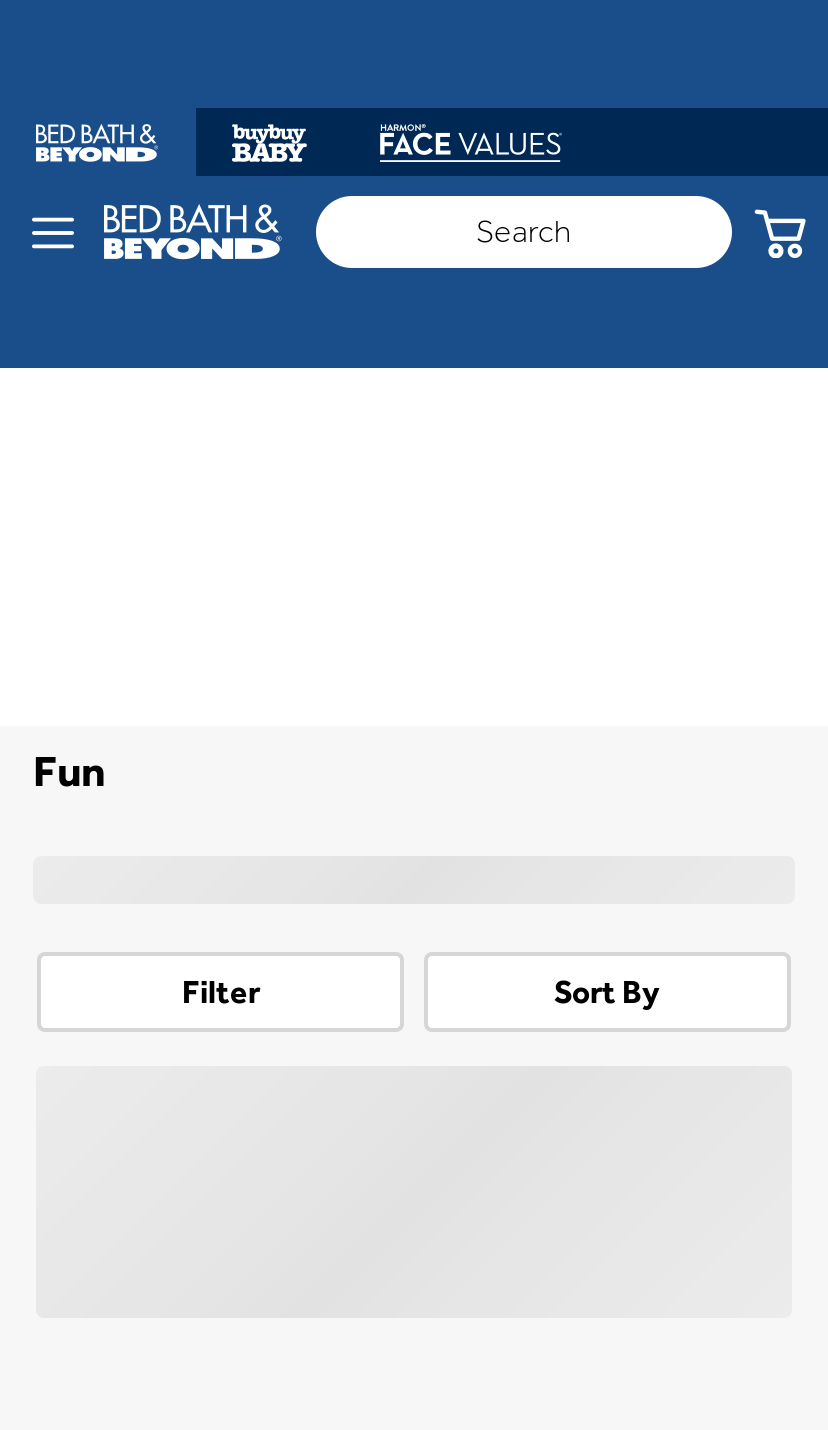 BED BATH &
BEYOND®
buybuy
BABY
HARMON®
FACE VALUES®
BED BATH &
BEYOND®
Search
Fun
Filter
Sort By